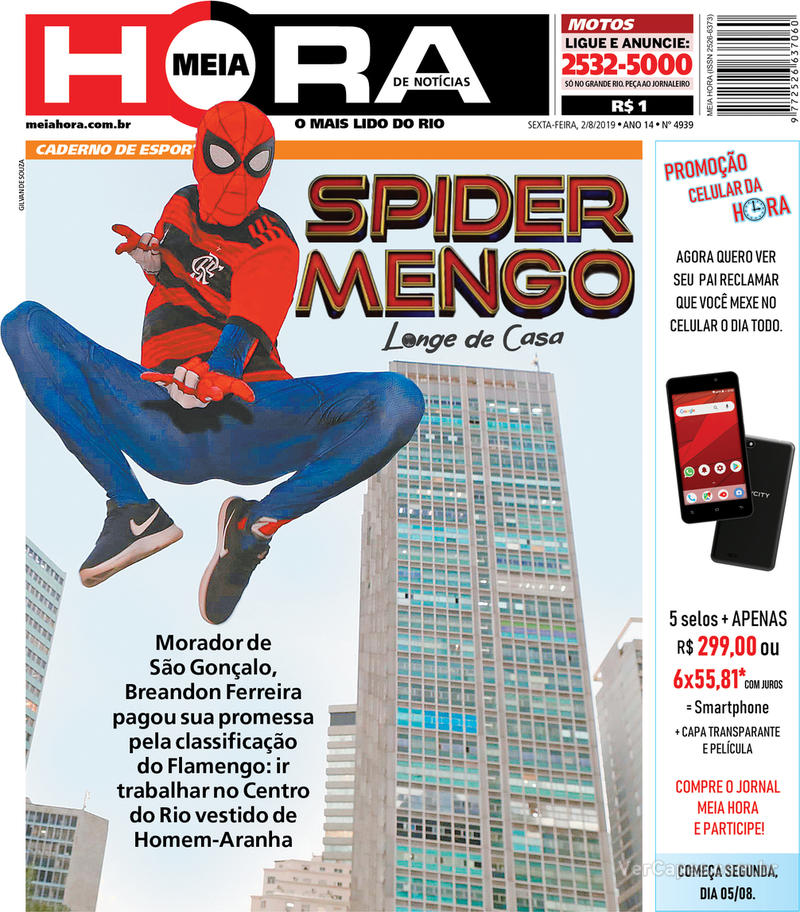 HORA
MEIA
DE NOTÍCIAS
meiahora.com.br
O MAIS LIDO DO RIO
MOTOS
LIGUE E ANUNCIE:
2532-5000
SÓ NO GRANDE RIO. PEÇA AO JORNALEIRO
R$ 1
SEXTA-FEIRA, 2/8/2019 • ANO 14 • Nº 4939
MEIA HORA (ISSN 2526-6373)
9 772526 637060
GILVAN DE SOUZA
CADERNO DE ESPOR
SPIDER
MENGO
Longe de Casa
CRF
Morador de
São Gonçalo,
Breandon Ferreira
pagou sua promessa
pela classificação
do Flamengo: ir
trabalhar no Centro
do Rio vestido de
Homem-Aranha
PROMOÇÃO
CELULAR DA
HORA
AGORA QUERO VER
SEU PAI RECLAMAR
QUE VOCÊ MEXE NO
CELULAR O DIA TODO.
Google
CITY
5 selos + APENAS
R$ 299,00 ou
6x55,81* COM JUROS
= Smartphone
+ CAPA TRANSPARENTE
E PELÍCULA
COMPRE O JORNAL
MEIA HORA
E PARTICIPE!
VerCapas.com.br
COMEÇA SEGUNDA,
DIA 05/08.